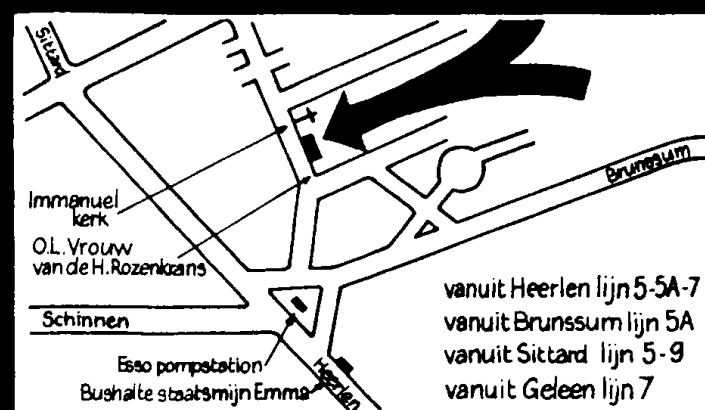 Sittard
Immanuel
kerk
O.L. Vrouw
van de H. Rozenkrans
Brunssum
Schinnen
Esso pompstation
Bushalte staatsmijn Emma
Heerlen
vanuit Heerlen lijn 5-5A-7
vanuit Brunssum lijn 5A
vanuit Sittard lijn 5-9
vanuit Geleen lijn 7